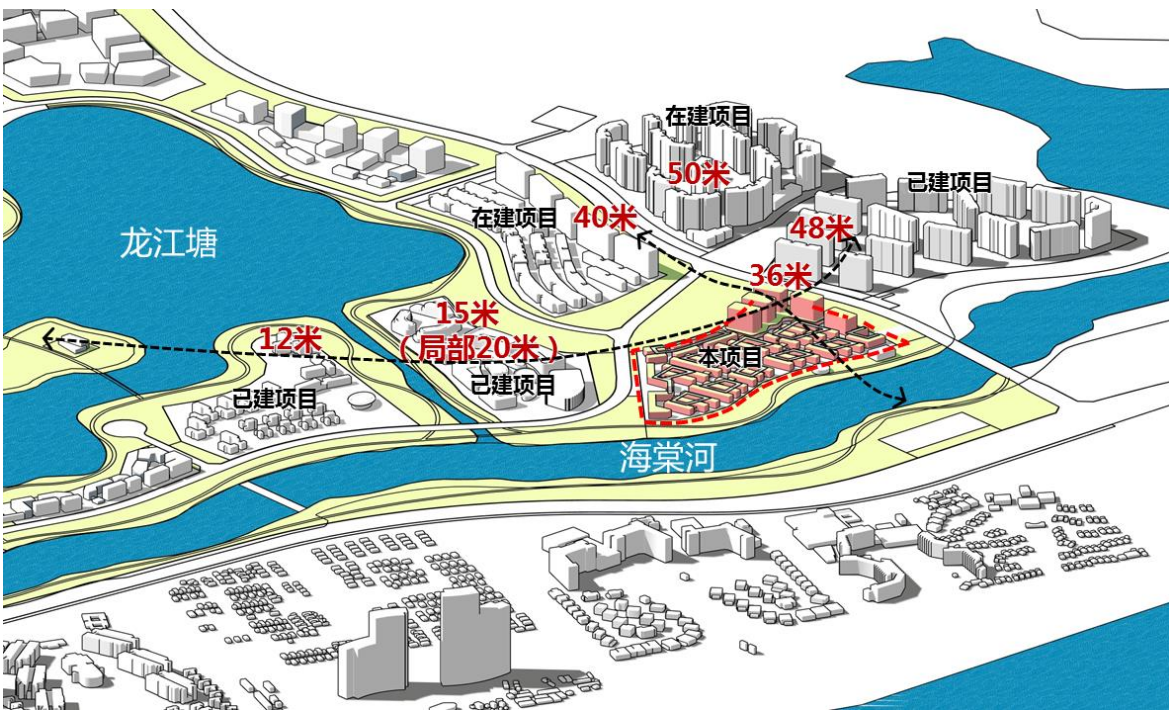 在建项目
50米
已建项目
在建项目
40米
48米
龙江塘
36米
15米
（局部20米）
12米
本项目
已建项目
已建项目
海棠河